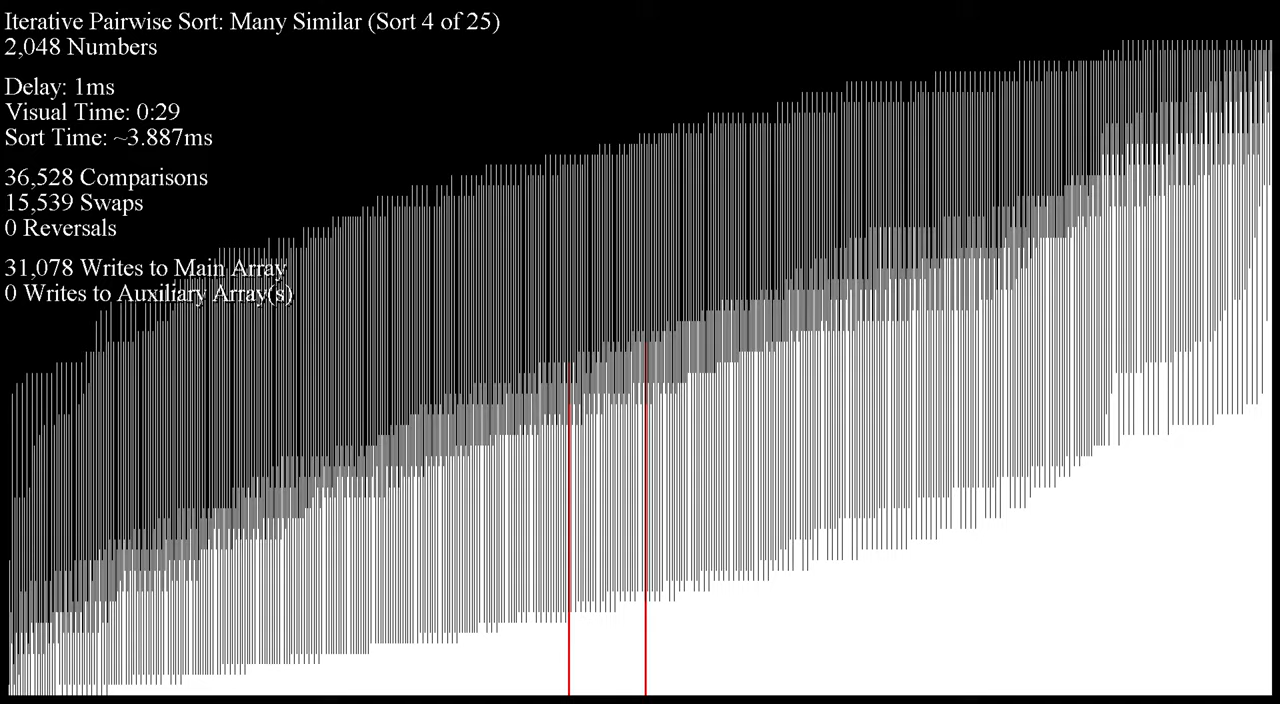 Iterative Pairwise Sort: Many Similar (Sort 4 of 25)
2,048 Numbers
Delay: 1ms
Visual Time: 0:29
Sort Time: ~3.887ms
36,528 Comparisons
15,539 Swaps
0 Reversals
31,078 Writes to Main Array
0 Writes to Auxiliary Array(s)